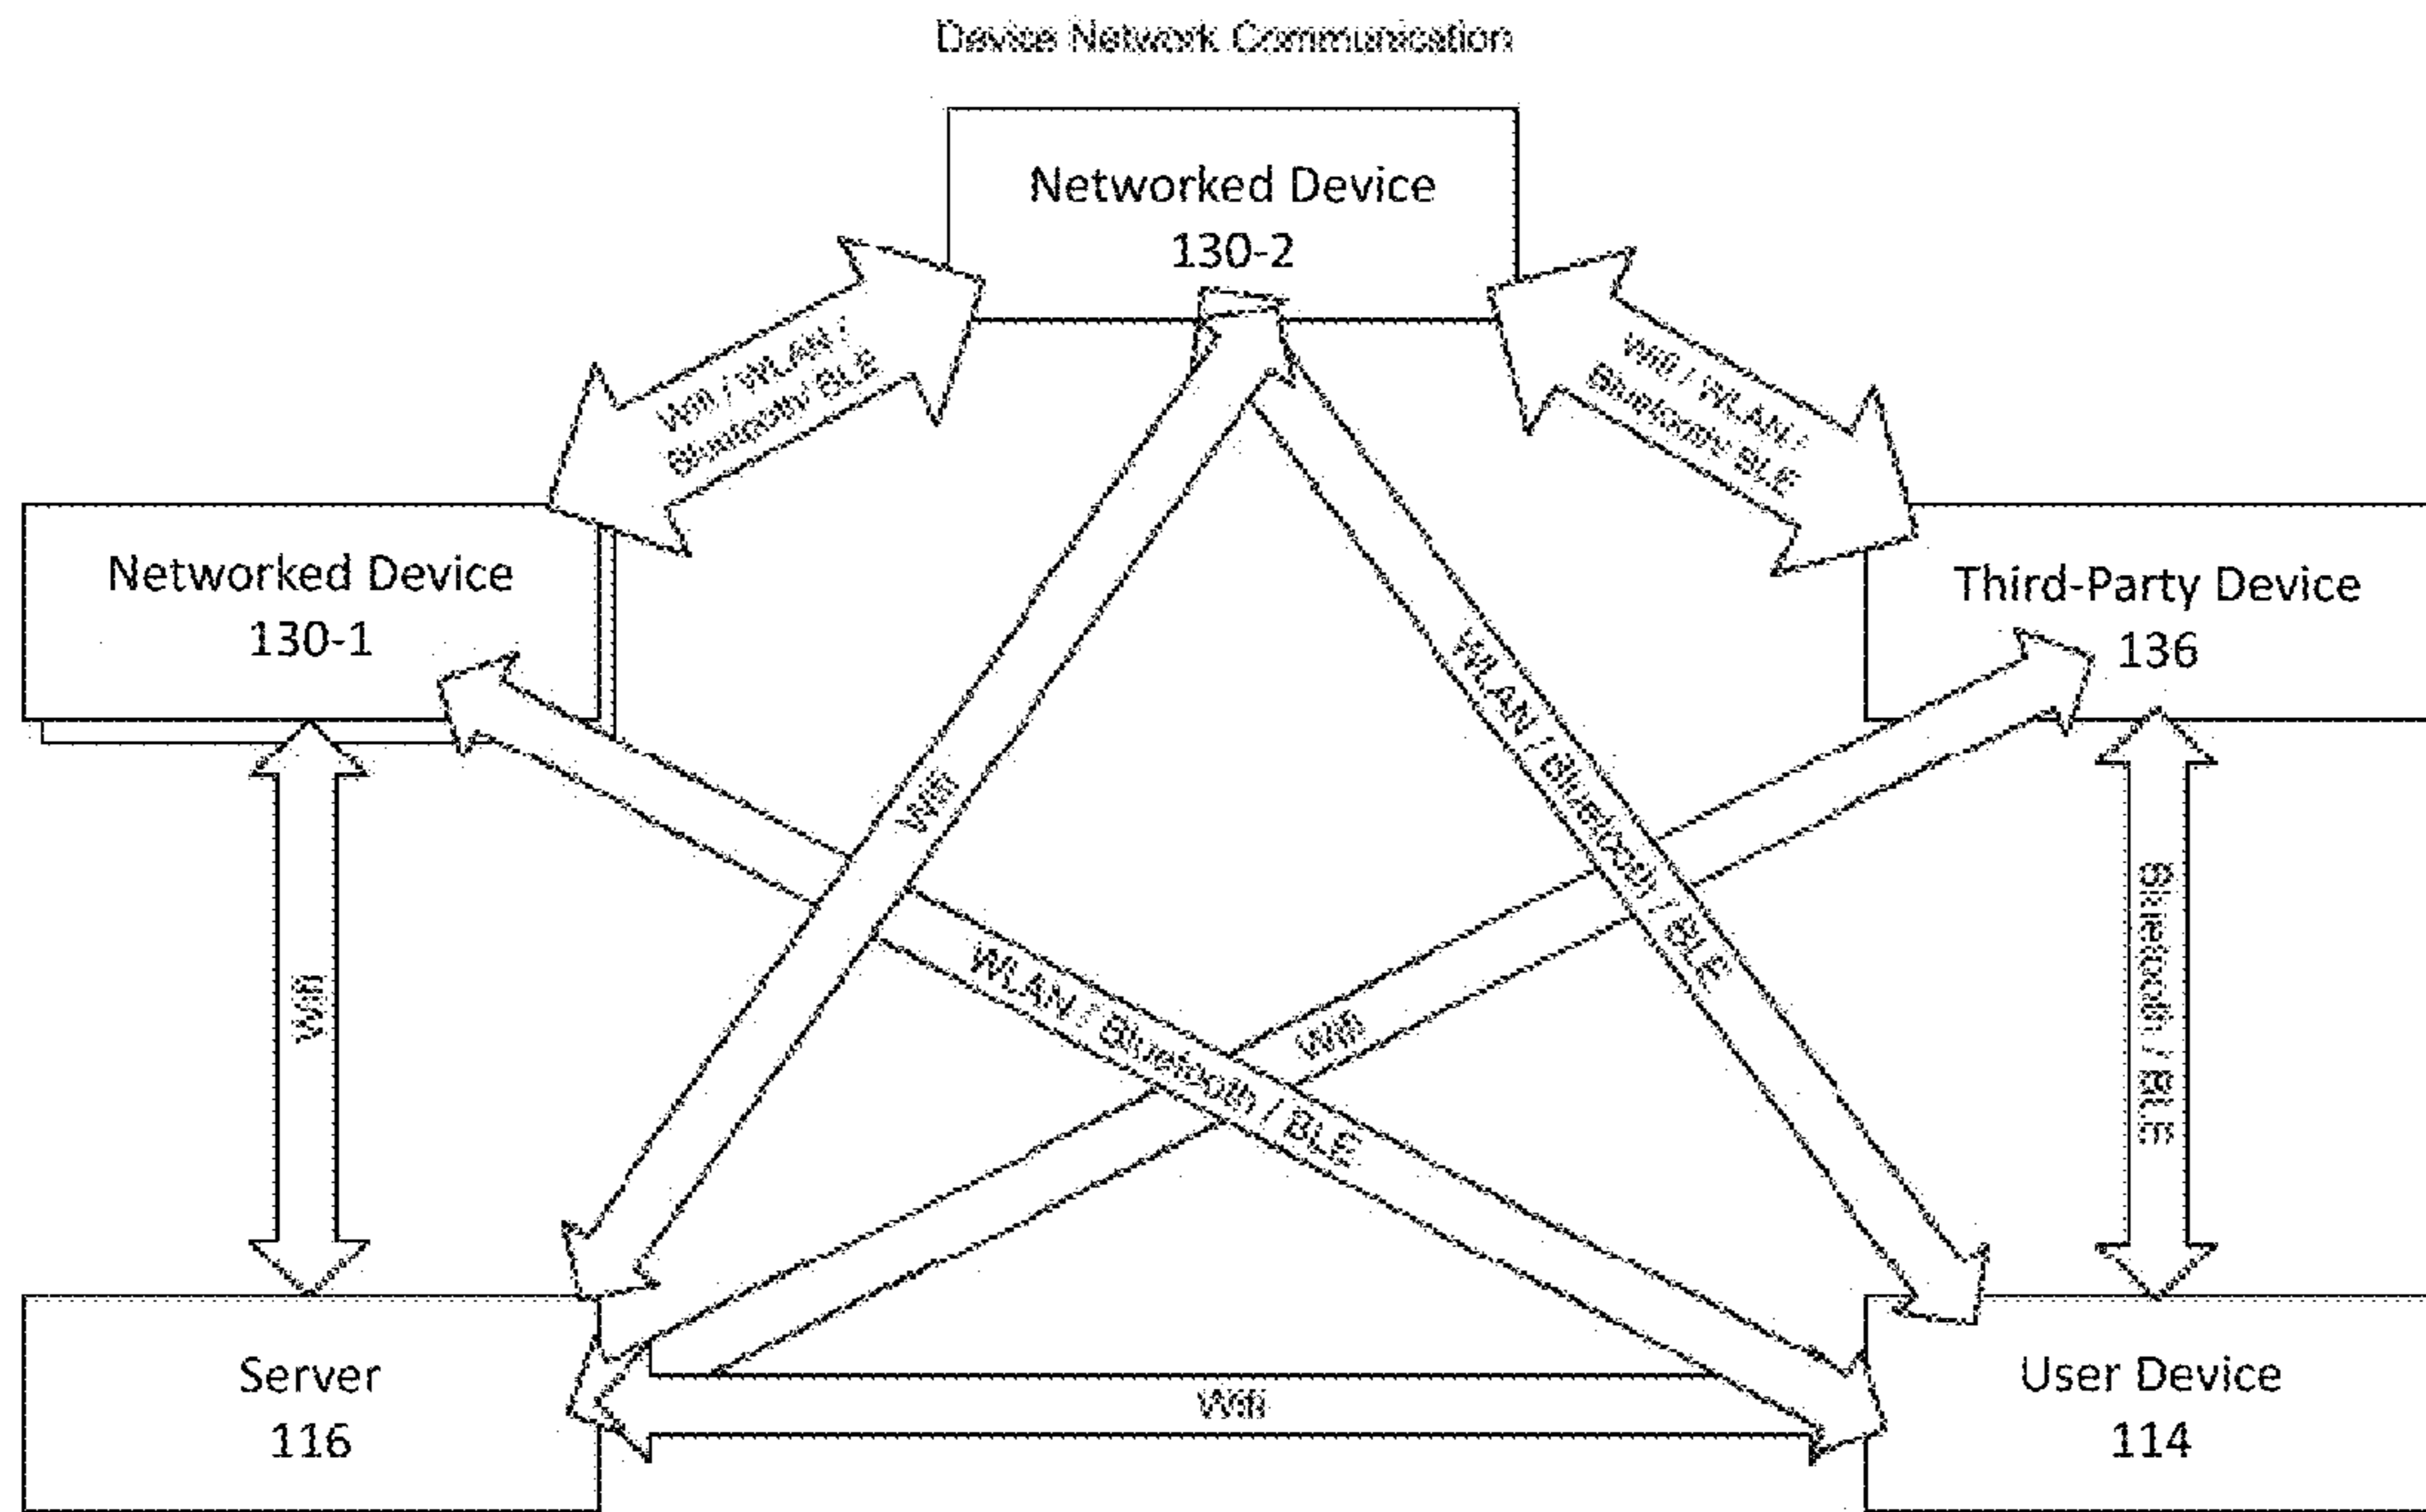 Device Network Communication
Networked Device
130-2
Wifi / WLAN /
Bluetooth/ BLE
Wifi / WLAN /
Bluetooth/ BLE
Networked Device
130-1
Third-Party Device
136
Wifi
WLAN / Bluetooth / BLE
Wifi
WLAN / Bluetooth / BLE
Wifi
Bluetooth / BLE
Server
116
Wifi
User Device
114